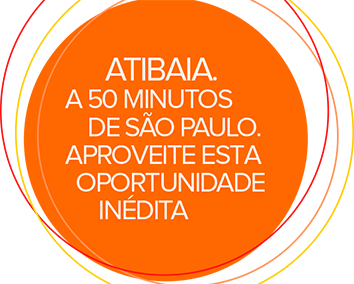 ATIBAIA.
A 50 MINUTOS
DE SÃO PAULO.
APROVEITE ESTA
OPORTUNIDADE
INÉDITA